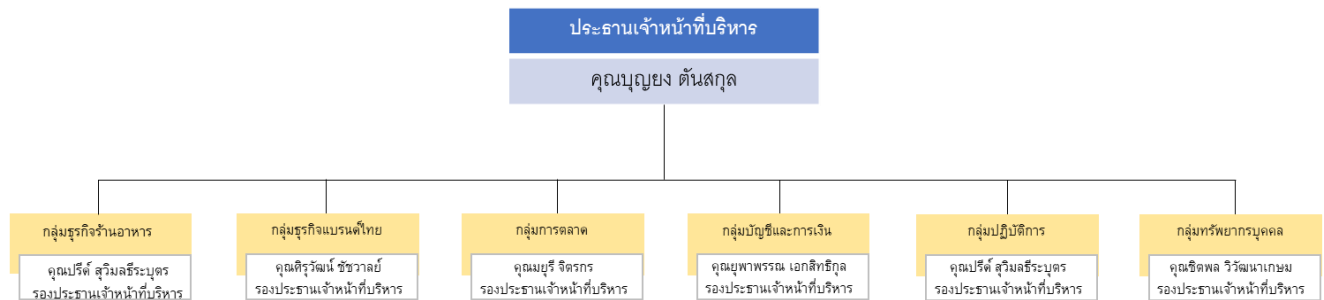 ประธานเจ้าหน้าที่บริหาร
คุณบุญยง ตันสกุล
กลุ่มธุรกิจร้านอาหาร
คุณปรีดี์ สุวิมลธีระบุตร
รองประธานเจ้าหน้าที่บริหาร
กลุ่มธุรกิจแบรนด์ไทย
คุณศิรุวัฒน์ ชัชวาลย์
รองประธานเจ้าหน้าที่บริหาร
กลุ่มการตลาด
คุณมยุรี จิตรกร
รองประธานเจ้าหน้าที่บริหาร
กลุ่มบัญชีและการเงิน
คุณยุพาพรรณ เอกสิทธิกุล
รองประธานเจ้าหน้าที่บริหาร
กลุ่มปฏิบัติการ
คุณปรีดี์ สุวิมลธีระบุตร
รองประธานเจ้าหน้าที่บริหาร
กลุ่มทรัพยากรบุคคล
คุณชิตพล วิวัฒนาเกษม
รองประธานเจ้าหน้าที่บริหาร